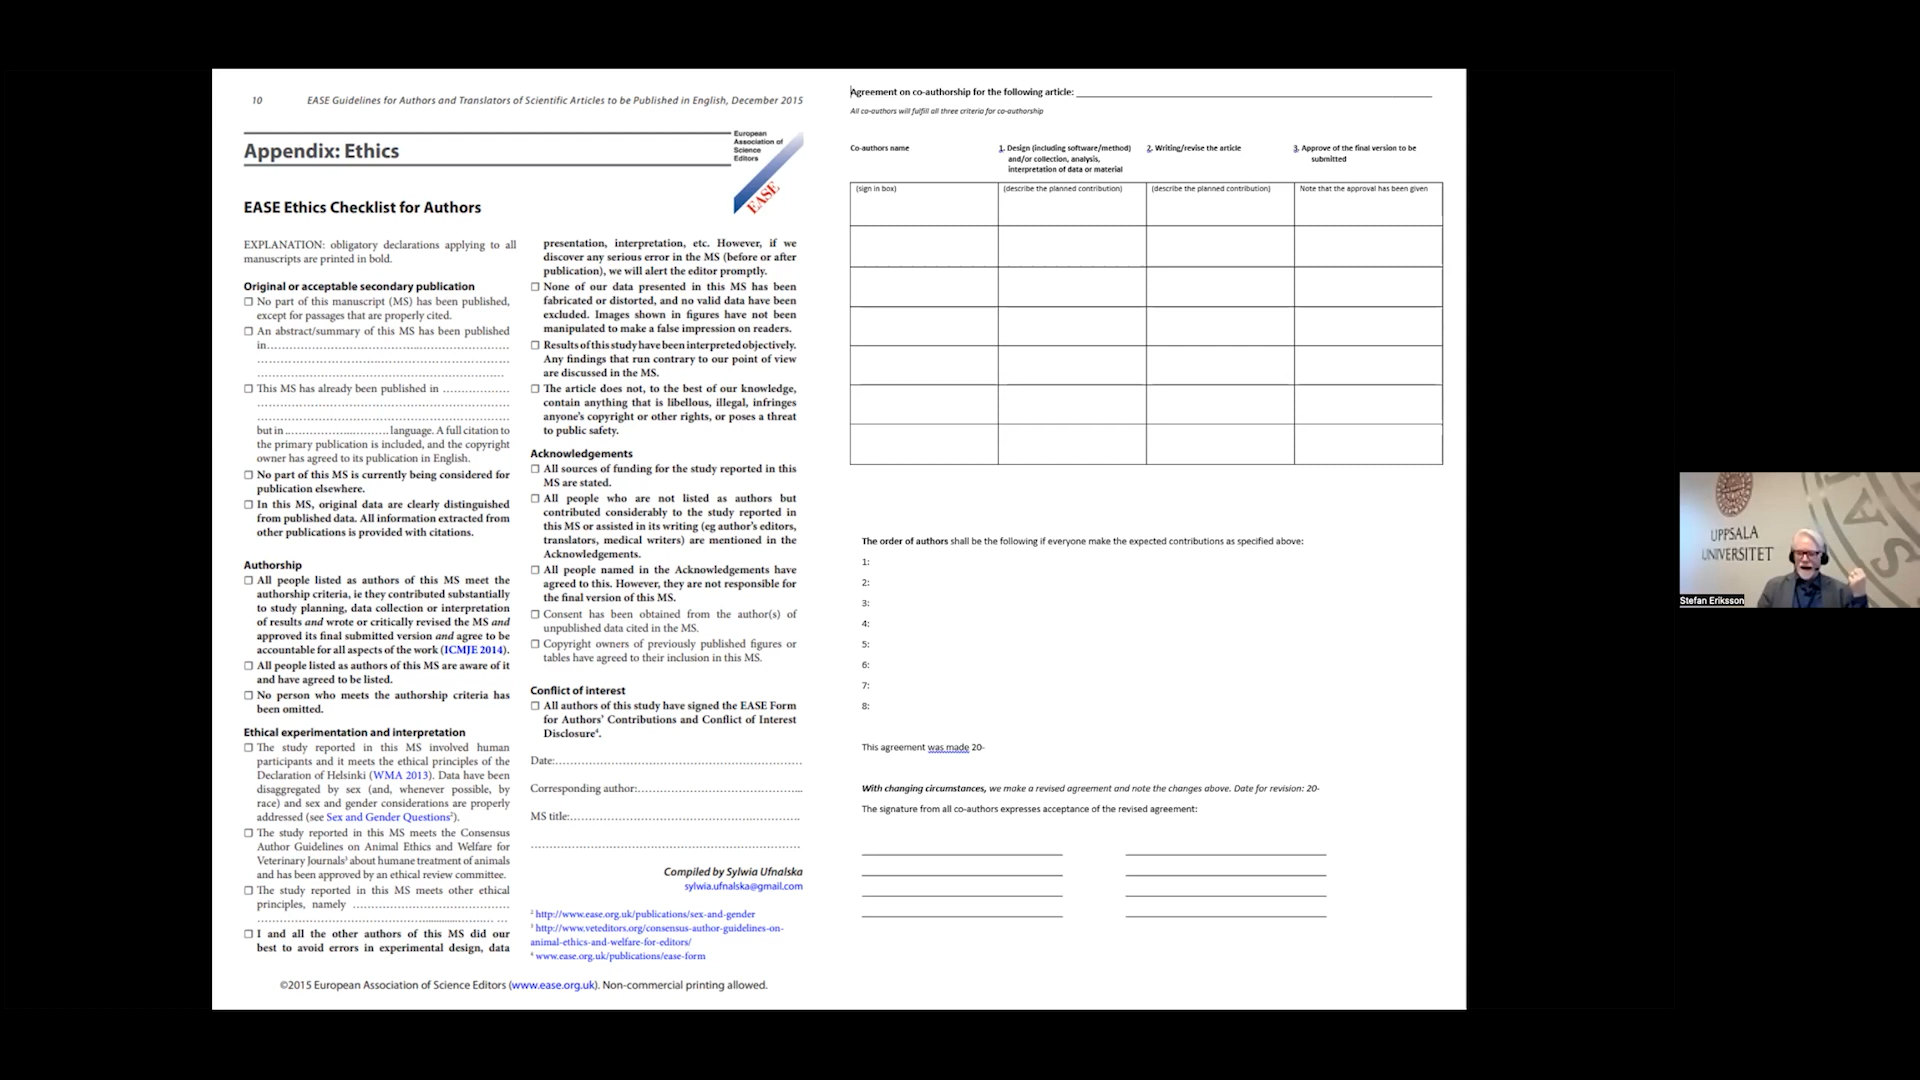 10 EASE Guidelines for Authors and Translators of Scientific Articles to be Published in English, December 2015
Appendix: Ethics
European
Association of
Science
Editors
EASE
EASE Ethics Checklist for Authors
EXPLANATION: obligatory declarations applying to all
manuscripts are printed in bold.
Original or acceptable secondary publication
☐ No part of this manuscript (MS) has been published,
except for passages that are properly cited.
☐ An abstract/summary of this MS has been published
in……………………………………………………
……………………………………………………
……………………………………………………
☐ This MS has already been published in ………………
……………………………………………………
……………………………………………………
but in ………………………… language. A full citation to
the primary publication is included, and the copyright
owner has agreed to its publication in English.
☐ No part of this MS is currently being considered for
publication elsewhere.
☐ In this MS, original data are clearly distinguished
from published data. All information extracted from
other publications is provided with citations.
Authorship
☐ All people listed as authors of this MS meet the
authorship criteria, ie they contributed substantially
to study planning, data collection or interpretation
of results and wrote or critically revised the MS and
approved its final submitted version and agree to be
accountable for all aspects of the work (ICMJE 2014).
☐ All people listed as authors of this MS are aware of it
and have agreed to be listed.
☐ No person who meets the authorship criteria has
been omitted.
Ethical experimentation and interpretation
☐ The study reported in this MS involved human
participants and it meets the ethical principles of the
Declaration of Helsinki (WMA 2013). Data have been
disaggregated by sex (and, whenever possible, by
race) and sex and gender considerations are properly
addressed (see Sex and Gender Questions²).
☐ The study reported in this MS meets the Consensus
Author Guidelines on Animal Ethics and Welfare for
Veterinary Journals³ about humane treatment of animals
and has been approved by an ethical review committee.
☐ The study reported in this MS meets other ethical
principles, namely ……………………………………
……………………………………………………
☐ I and all the other authors of this MS did our
best to avoid errors in experimental design, data
presentation, interpretation, etc. However, if we
discover any serious error in the MS (before or after
publication), we will alert the editor promptly.
☐ None of our data presented in this MS has been
fabricated or distorted, and no valid data have been
excluded. Images shown in figures have not been
manipulated to make a false impression on readers.
☐ Results of this study have been interpreted objectively.
Any findings that run contrary to our point of view
are discussed in the MS.
☐ The article does not, to the best of our knowledge,
contain anything that is libellous, illegal, infringes
anyone's copyright or other rights, or poses a threat
to public safety.
Acknowledgements
☐ All sources of funding for the study reported in this
MS are stated.
☐ All people who are not listed as authors but
contributed considerably to the study reported in
this MS or assisted in its writing (eg author's editors,
translators, medical writers) are mentioned in the
Acknowledgements.
☐ All people named in the Acknowledgements have
agreed to this. However, they are not responsible for
the final version of this MS.
☐ Consent has been obtained from the author(s) of
unpublished data cited in the MS.
☐ Copyright owners of previously published figures or
tables have agreed to their inclusion in this MS.
Conflict of interest
☐ All authors of this study have signed the EASE Form
for Authors' Contributions and Conflict of Interest
Disclosure⁴.
Date:……………………………………………………
Corresponding author:…………………………………
MS title:…………………………………………………
……………………………………………………………
Compiled by Sylwia Ufnalska
sylwia.ufnalska@gmail.com
² http://www.ease.org.uk/publications/sex-and-gender
³ http://www.veteditors.org/consensus-author-guidelines-on-
animal-ethics-and-welfare-for-editors/
⁴ www.ease.org.uk/publications/ease-form
©2015 European Association of Science Editors (www.ease.org.uk). Non-commercial printing allowed.
Agreement on co-authorship for the following article: ____________________
All co-authors will fulfill all three criteria for co-authorship
Co-authors name
1. Design (including software/method)
and/or collection, analysis,
interpretation of data or material
2. Writing/revise the article
3. Approve of the final version to be
submitted
(sign in box) (describe the planned contribution) (describe the planned contribution) Note that the approval has been given
The order of authors shall be the following if everyone make the expected contributions as specified above:
1:
2:
3:
4:
5:
6:
7:
8:
This agreement was made 20-
With changing circumstances, we make a revised agreement and note the changes above. Date for revision: 20-
The signature from all co-authors expresses acceptance of the revised agreement:
UPPSALA
UNIVERSITET
Stefan Eriksson